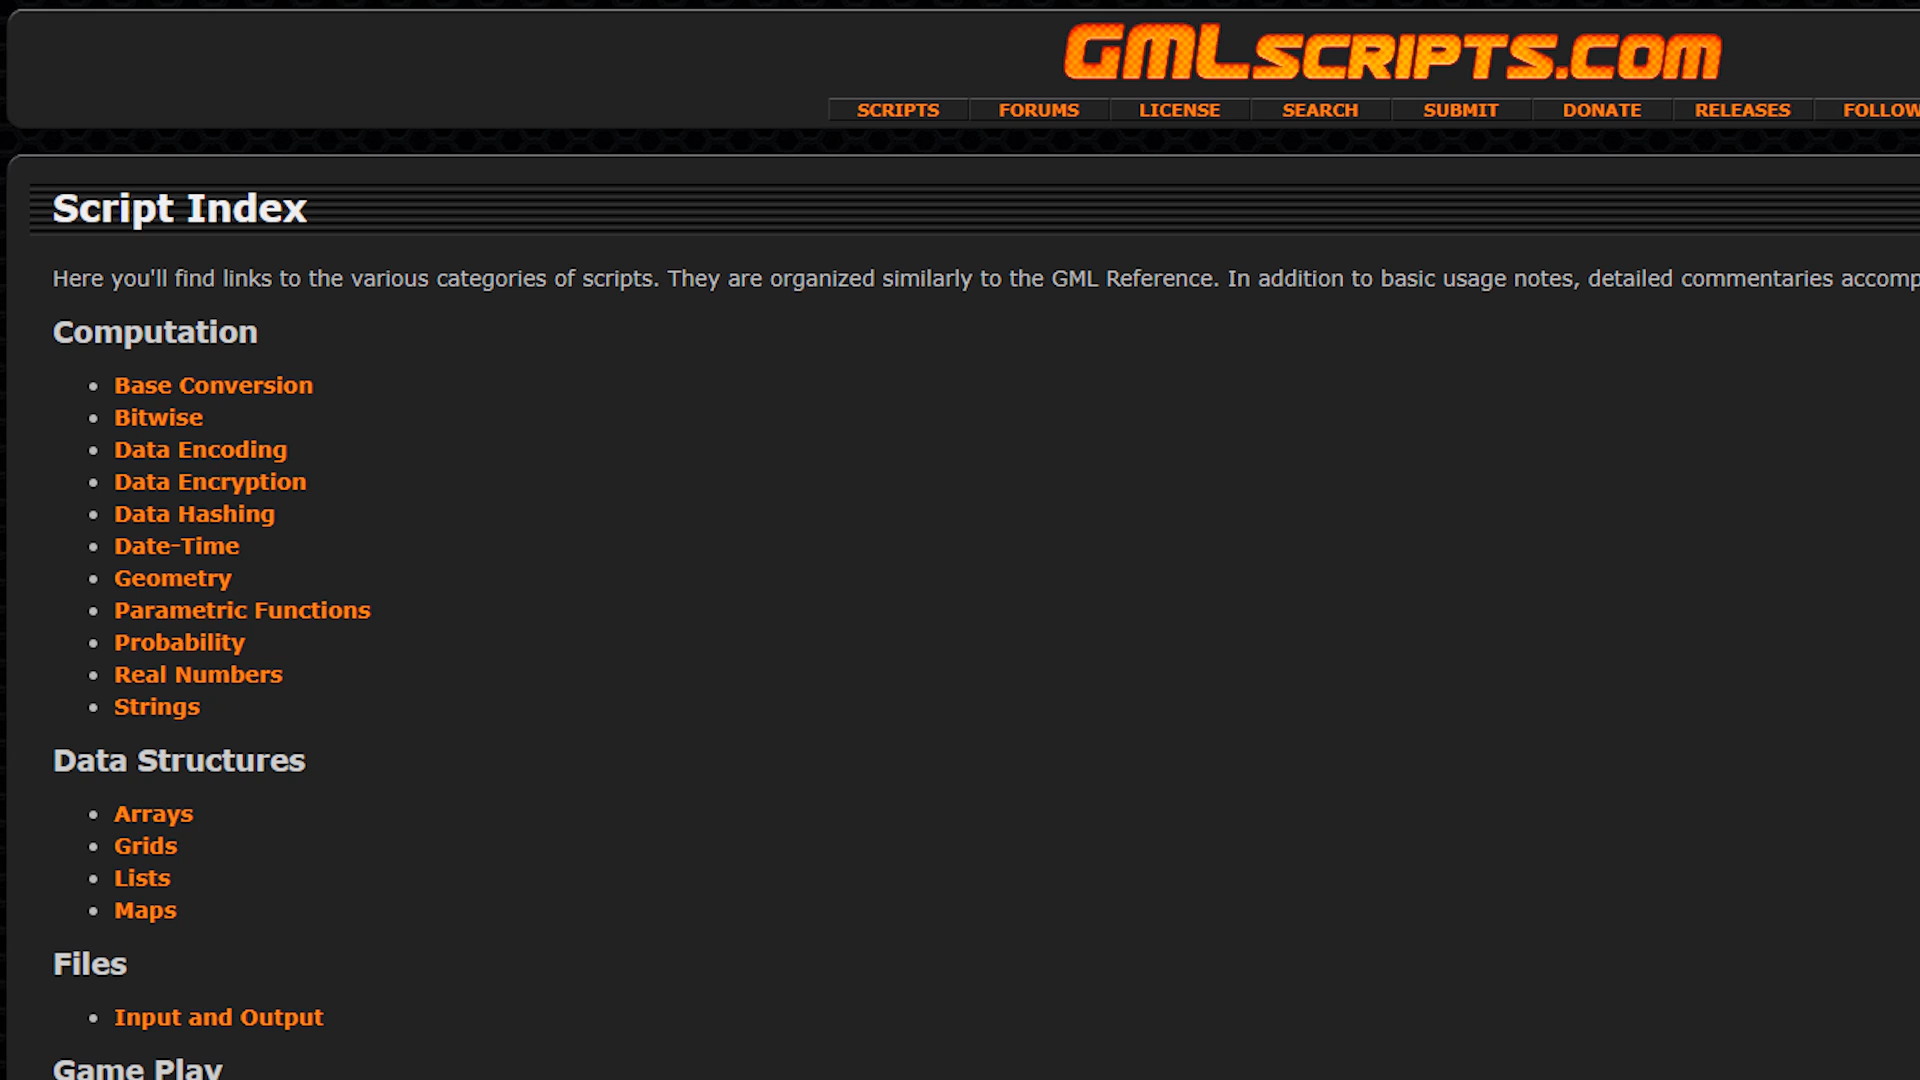 GMLscripts.com
SCRIPTS FORUMS LICENSE SEARCH SUBMIT DONATE RELEASES FOLLOW
Script Index
Here you'll find links to the various categories of scripts. They are organized similarly to the GML Reference. In addition to basic usage notes, detailed commentaries accomp
Computation
Base Conversion
Bitwise
Data Encoding
Data Encryption
Data Hashing
Date-Time
Geometry
Parametric Functions
Probability
Real Numbers
Strings
Data Structures
Arrays
Grids
Lists
Maps
Files
Input and Output
Game Play